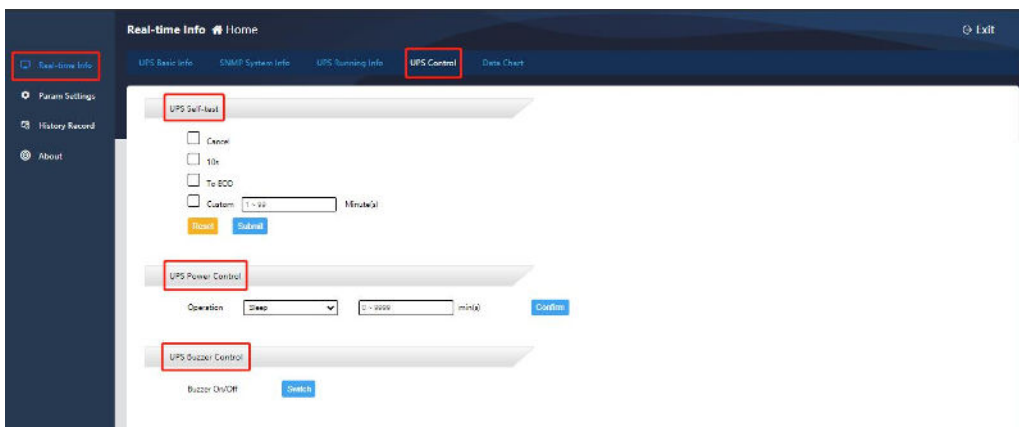 Real-time Info Home
Exit
Real-time Info
Param Settings
History Record
About
UPS Basic Info SNMP System Info UPS Running Info UPS Control Data Chart
UPS Self-test
Cancel
10s
To EOD
Custom 1 ~ 99 Minute(s)
Reset Submit
UPS Power Control
Operation Sleep 0 ~ 9999 min(s) Confirm
UPS Buzzer Control
Buzzer On/Off Switch